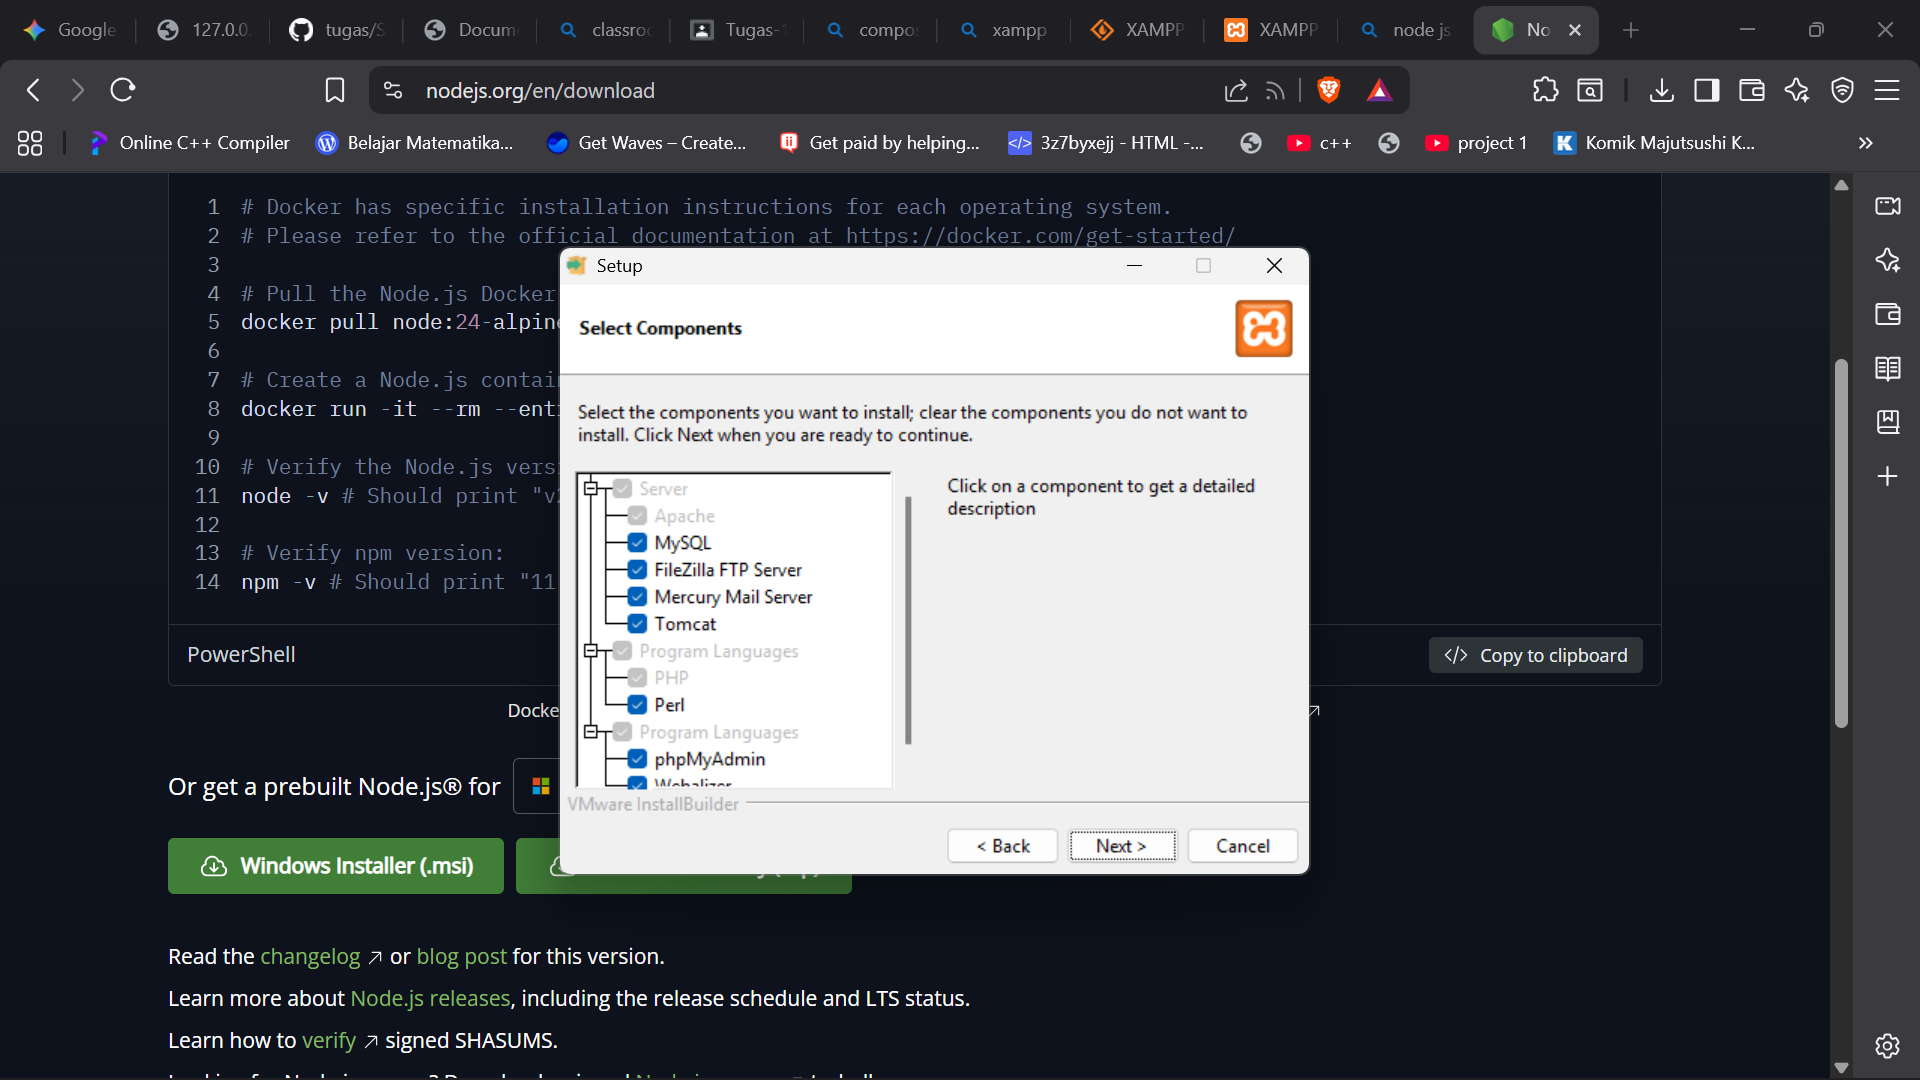 Google
127.0.0.
tugas/S
Docum
classroo
Tugas-1
compos
xampp
XAMPP
XAMPP
node js
No
nodejs.org/en/download
Online C++ Compiler
Belajar Matematika...
Get Waves – Create...
Get paid by helping...
3z7byxejj - HTML -...
c++
project 1
Komik Majutsushi K...
1 # Docker has specific installation instructions for each operating system.
2 # Please refer to the official documentation at https://docker.com/get-started/
3
4 # Pull the Node.js Docker
5 docker pull node:24-alpine
6
7 # Create a Node.js contai
8 docker run -it --rm --ent
9
10 # Verify the Node.js vers
11 node -v # Should print "v2
12
13 # Verify npm version:
14 npm -v # Should print "11
PowerShell
Copy to clipboard
Docke
Or get a prebuilt Node.js® for
Windows Installer (.msi)
Read the changelog ↗ or blog post for this version.
Learn more about Node.js releases, including the release schedule and LTS status.
Learn how to verify ↗ signed SHASUMS.
Setup
Select Components
Select the components you want to install; clear the components you do not want to
install. Click Next when you are ready to continue.
Server
Apache
MySQL
FileZilla FTP Server
Mercury Mail Server
Tomcat
Program Languages
PHP
Perl
Program Languages
phpMyAdmin
Webalizer
Click on a component to get a detailed
description
VMware InstallBuilder
< Back
Next >
Cancel